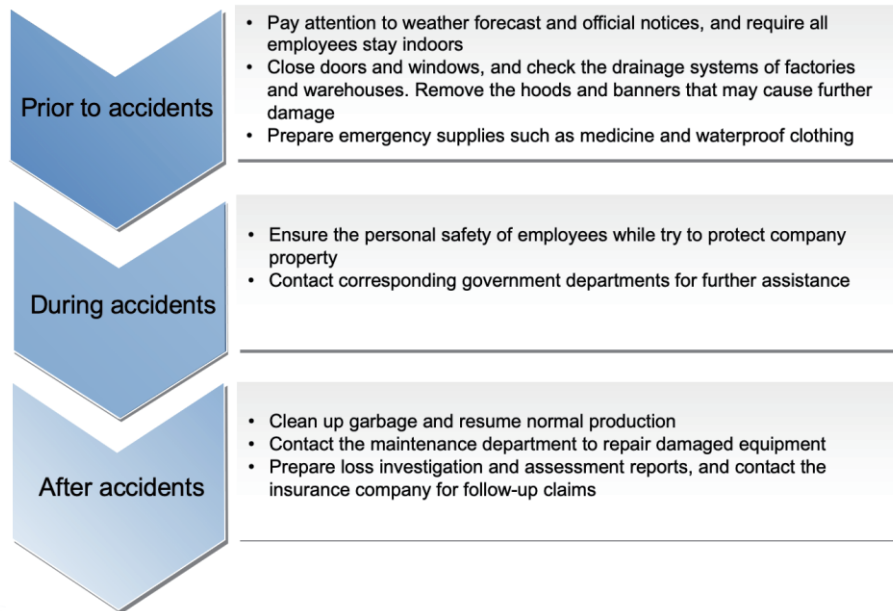 Prior to accidents
• Pay attention to weather forecast and official notices, and require all
employees stay indoors
• Close doors and windows, and check the drainage systems of factories
and warehouses. Remove the hoods and banners that may cause further
damage
• Prepare emergency supplies such as medicine and waterproof clothing
During accidents
• Ensure the personal safety of employees while try to protect company
property
• Contact corresponding government departments for further assistance
After accidents
• Clean up garbage and resume normal production
• Contact the maintenance department to repair damaged equipment
• Prepare loss investigation and assessment reports, and contact the
insurance company for follow-up claims